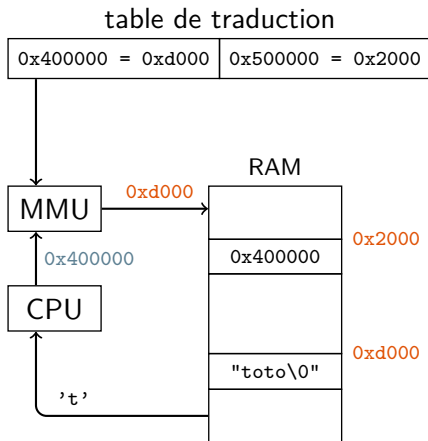 table de traduction
0x400000 = 0xd000 0x500000 = 0x2000
RAM
0xd000
MMU
0x2000
0x400000
0x400000
CPU
0xd000
"toto\0"
't'